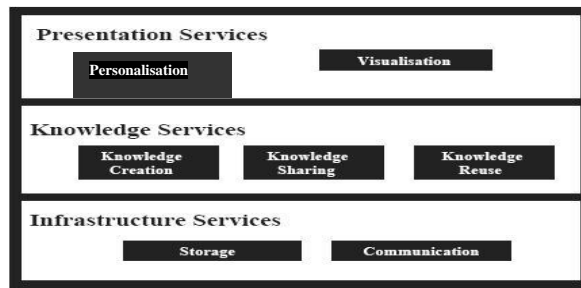 Presentation Services
Personalisation
Visualisation
Knowledge Services
Knowledge
Creation
Knowledge
Sharing
Knowledge
Reuse
Infrastructure Services
Storage
Communication